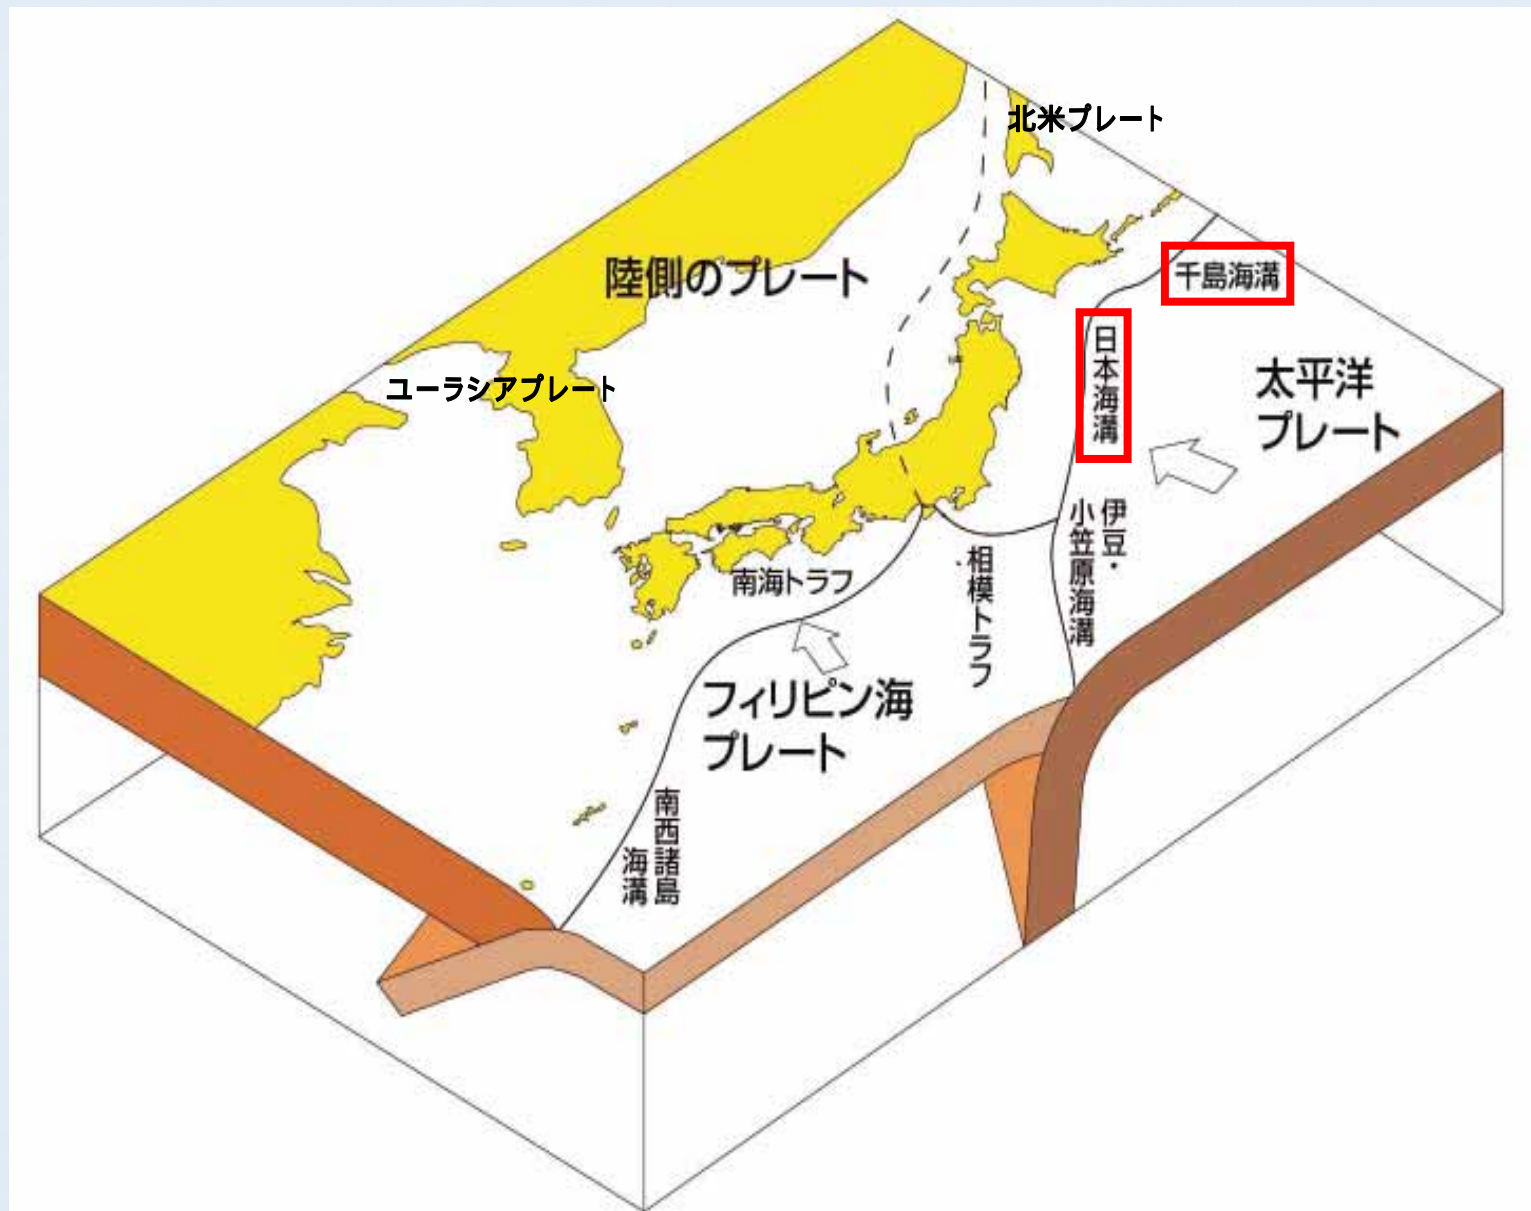 北米プレート
陸側のプレート
千島海溝
日本海溝
ユーラシアプレート
太平洋
プレート
伊豆・
小笠原海溝
南海トラフ
相模トラフ
フィリピン海
プレート
南西諸島
海溝